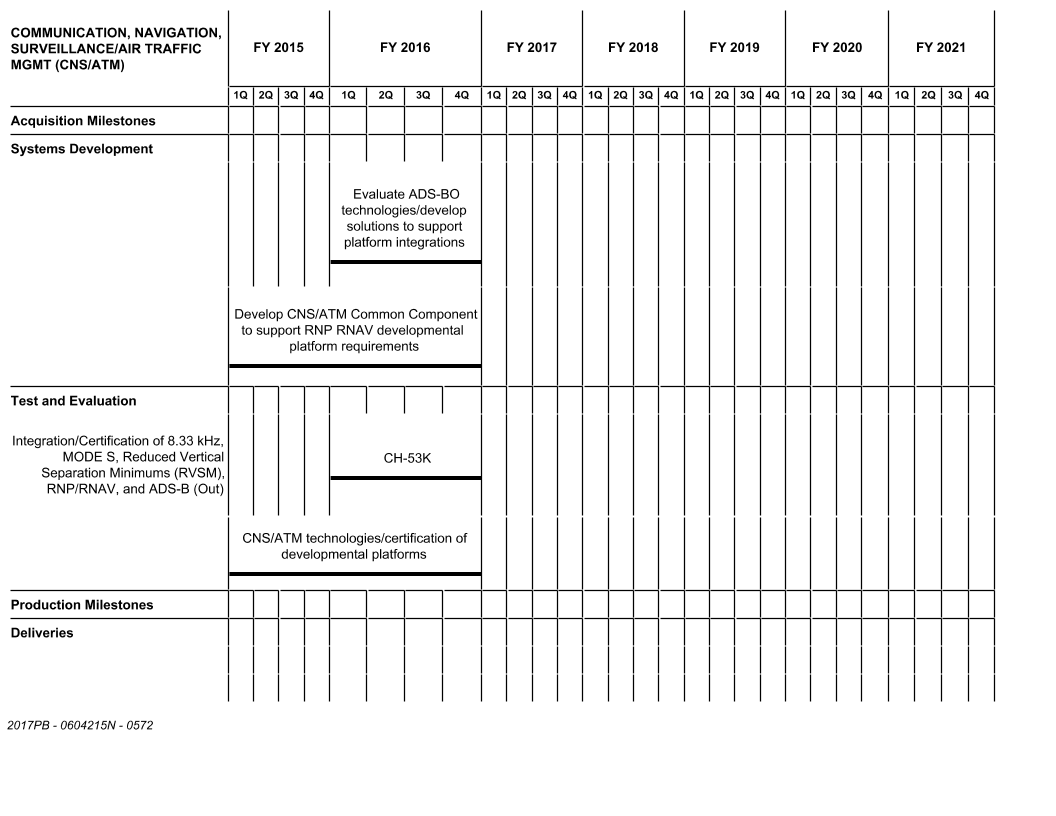 COMMUNICATION, NAVIGATION,
SURVEILLANCE/AIR TRAFFIC
MGMT (CNS/ATM)
FY 2015 FY 2016 FY 2017 FY 2018 FY 2019 FY 2020 FY 2021
1Q 2Q 3Q 4Q 1Q 2Q 3Q 4Q 1Q 2Q 3Q 4Q 1Q 2Q 3Q 4Q 1Q 2Q 3Q 4Q 1Q 2Q 3Q 4Q 1Q 2Q 3Q 4Q
Acquisition Milestones
Systems Development
Evaluate ADS-BO
technologies/develop
solutions to support
platform integrations
Develop CNS/ATM Common Component
to support RNP RNAV developmental
platform requirements
Test and Evaluation
Integration/Certification of 8.33 kHz,
MODE S, Reduced Vertical
Separation Minimums (RVSM),
RNP/RNAV, and ADS-B (Out)
CH-53K
CNS/ATM technologies/certification of
developmental platforms
Production Milestones
Deliveries
2017PB - 0604215N - 0572